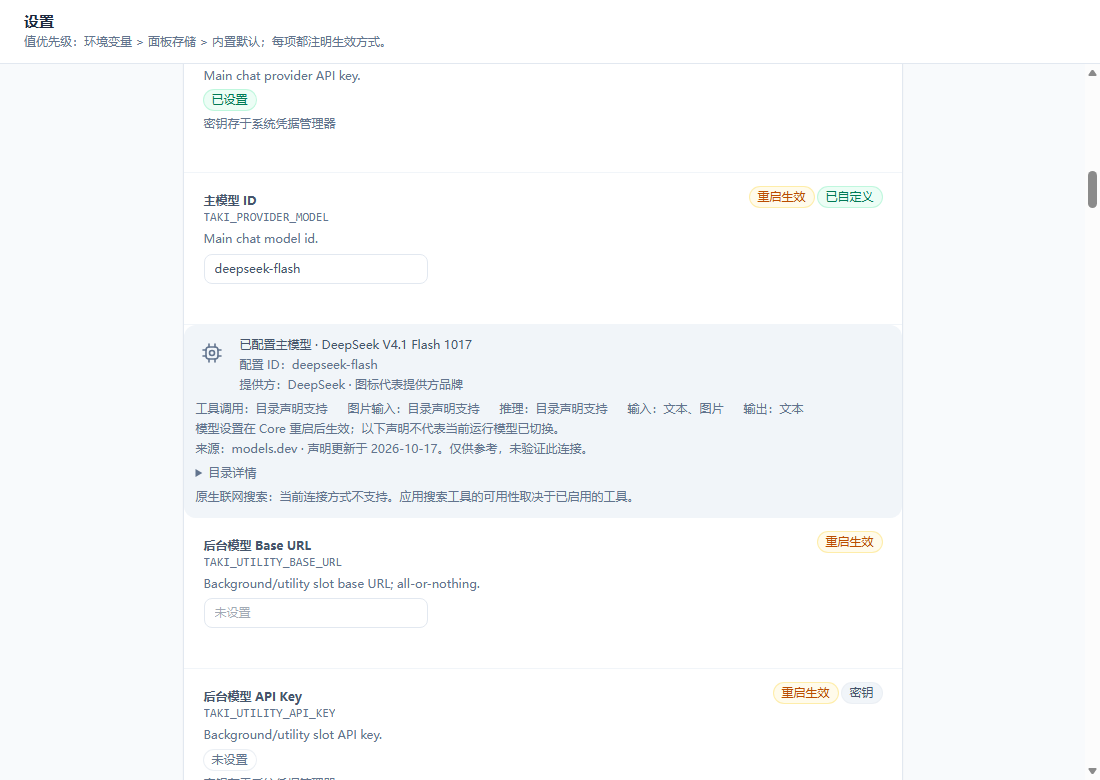 设置
值优先级：环境变量 > 面板存储 > 内置默认；每项都注明生效方式。
Main chat provider API key.
已设置
密钥存于系统凭据管理器
主模型 ID
重启生效 已自定义
TAKI_PROVIDER_MODEL
Main chat model id.
deepseek-flash
已配置主模型 · DeepSeek V4.1 Flash 1017
配置 ID：deepseek-flash
提供方：DeepSeek · 图标代表提供方品牌
工具调用：目录声明支持 图片输入：目录声明支持 推理：目录声明支持 输入：文本、图片 输出：文本
模型设置在 Core 重启后生效；以下声明不代表当前运行模型已切换。
来源：models.dev · 声明更新于 2026-10-17。仅供参考，未验证此连接。
目录详情
原生联网搜索：当前连接方式不支持。应用搜索工具的可用性取决于已启用的工具。
后台模型 Base URL
重启生效
TAKI_UTILITY_BASE_URL
Background/utility slot base URL; all-or-nothing.
未设置
后台模型 API Key
重启生效 密钥
TAKI_UTILITY_API_KEY
Background/utility slot API key.
未设置